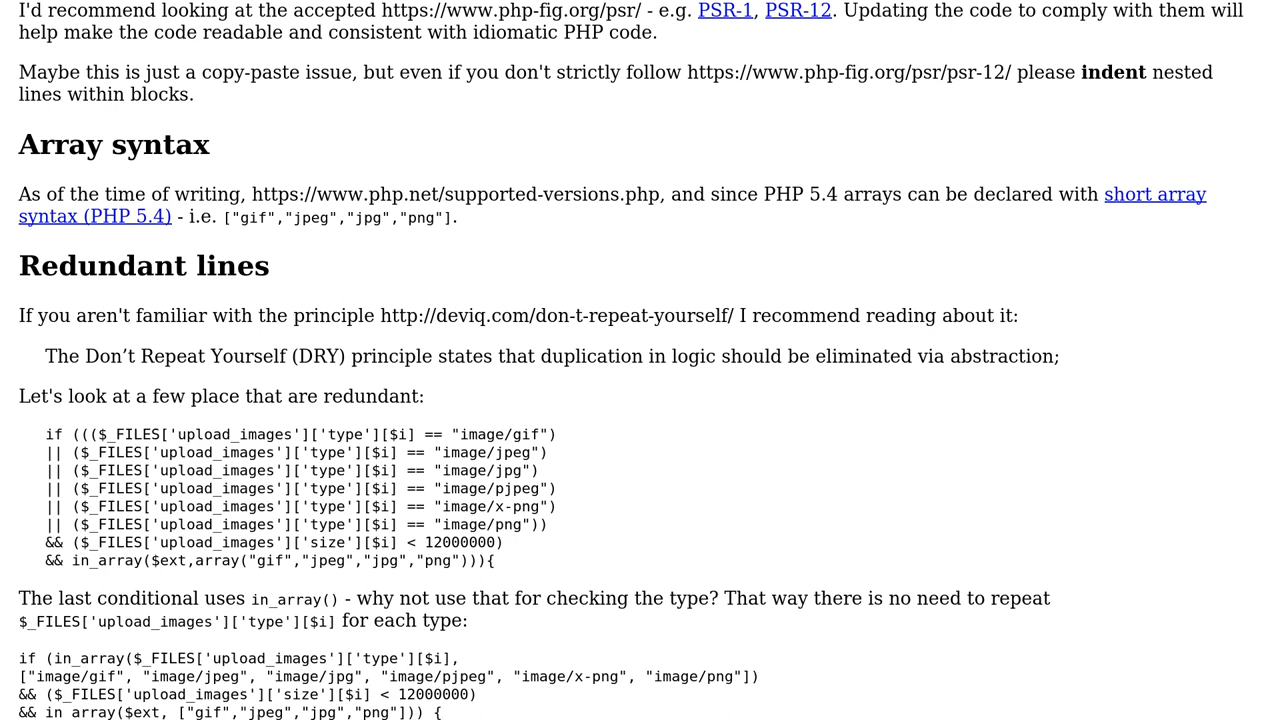 I'd recommend looking at the accepted https://www.php-fig.org/psr/ - e.g. PSR-1, PSR-12. Updating the code to comply with them will
help make the code readable and consistent with idiomatic PHP code.
Maybe this is just a copy-paste issue, but even if you don't strictly follow https://www.php-fig.org/psr/psr-12/ please indent nested
lines within blocks.
Array syntax
As of the time of writing, https://www.php.net/supported-versions.php, and since PHP 5.4 arrays can be declared with short array
syntax (PHP 5.4) - i.e. ["gif","jpeg","jpg","png"].
Redundant lines
If you aren't familiar with the principle http://deviq.com/don-t-repeat-yourself/ I recommend reading about it:
The Don’t Repeat Yourself (DRY) principle states that duplication in logic should be eliminated via abstraction;
Let's look at a few place that are redundant:
if ((($_FILES['upload_images']['type'][$i] == "image/gif")
|| ($_FILES['upload_images']['type'][$i] == "image/jpeg")
|| ($_FILES['upload_images']['type'][$i] == "image/jpg")
|| ($_FILES['upload_images']['type'][$i] == "image/pjpeg")
|| ($_FILES['upload_images']['type'][$i] == "image/x-png")
|| ($_FILES['upload_images']['type'][$i] == "image/png"))
&& ($_FILES['upload_images']['size'][$i] < 12000000)
&& in_array($ext,array("gif","jpeg","jpg","png"))){
The last conditional uses in_array() - why not use that for checking the type? That way there is no need to repeat
$_FILES['upload_images']['type'][$i] for each type:
if (in_array($_FILES['upload_images']['type'][$i],
["image/gif", "image/jpeg", "image/jpg", "image/pjpeg", "image/x-png", "image/png"])
&& ($_FILES['upload_images']['size'][$i] < 12000000)
&& in_array($ext, ["gif","jpeg","jpg","png"])) {